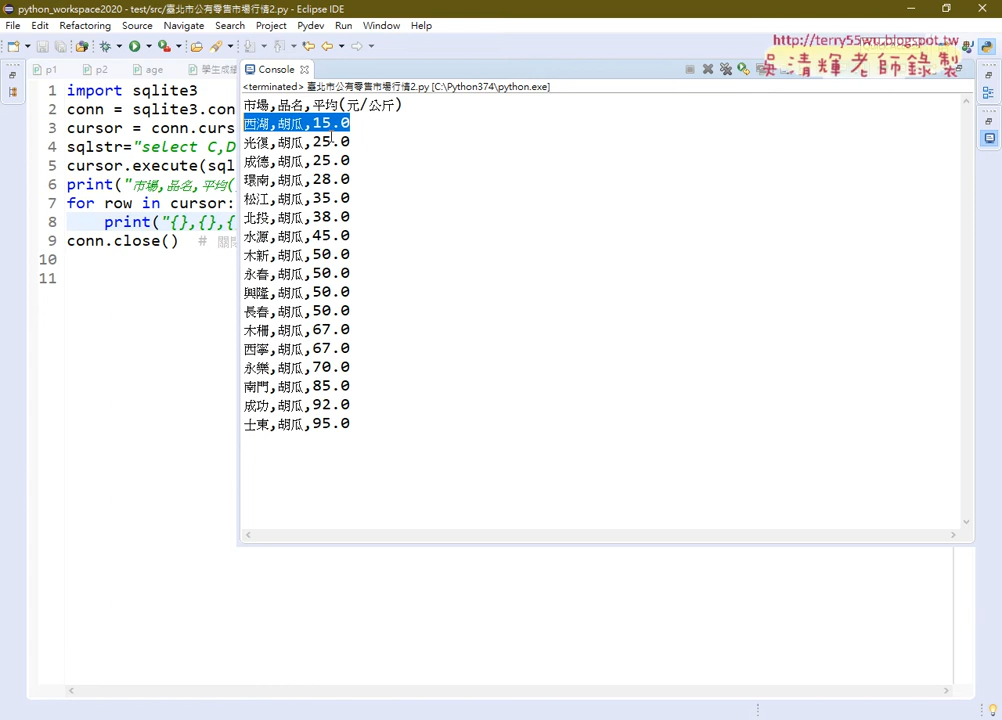 python_workspace2020 - test/src/臺北市公有零售市場行情2.py - Eclipse IDE
File Edit Refactoring Source Navigate Search Project Pydev Run Window Help
http://terry55wu.blogspot.tw
吳清輝老師錄製
p1 p2 age 學生成績 Console
<terminated> 臺北市公有零售市場行情2.py [C:\Python374\python.exe]
1 import sqlite3
2 conn = sqlite3.con
3 cursor = conn.curs
4 sqlstr="select C,D
5 cursor.execute(sql
6 print("市場,品名,平均(
7 for row in cursor:
8 print("{},{},{
9 conn.close() # 關
10
11
市場,品名,平均(元/公斤)
西湖,胡瓜,15.0
光復,胡瓜,25.0
成德,胡瓜,25.0
環南,胡瓜,28.0
松江,胡瓜,35.0
北投,胡瓜,38.0
水源,胡瓜,45.0
木新,胡瓜,50.0
永春,胡瓜,50.0
興隆,胡瓜,50.0
長春,胡瓜,50.0
木柵,胡瓜,67.0
西寧,胡瓜,67.0
永樂,胡瓜,70.0
南門,胡瓜,85.0
成功,胡瓜,92.0
士東,胡瓜,95.0